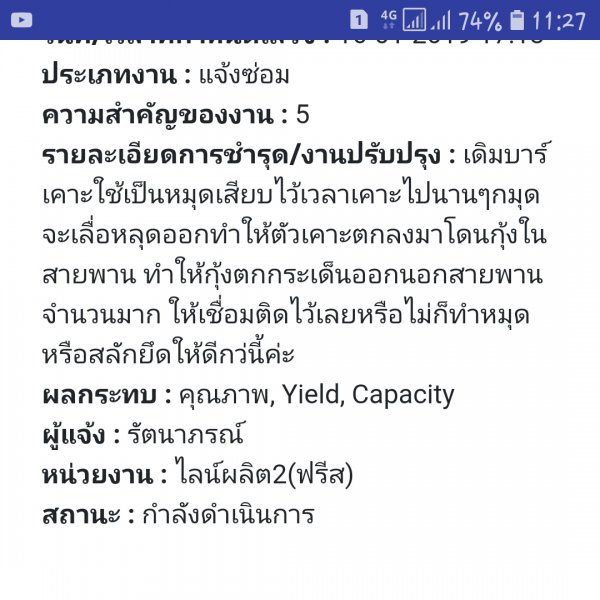 1 4G 74% 11:27
ประเภทงาน : แจ้งซ่อม
ความสำคัญของงาน : 5
รายละเอียดการชำรุด/งานปรับปรุง : เดิมบาร์
เคาะใช้เป็นหมุดเสียบไว้เวลาเคาะไปนานๆกมุด
จะเลื่อหลุดออกทำให้ตัวเคาะตกลงมาโดนกุ้งใน
สายพาน ทำให้กุ้งตกกระเด็นออกนอกสายพาน
จำนวนมาก ให้เชื่อมติดไว้เลยหรือไม่ก็ทำหมุด
หรือสลักยึดให้ดีกว่นี้ค่ะ
ผลกระทบ : คุณภาพ, Yield, Capacity
ผู้แจ้ง : รัตนาภรณ์
หน่วยงาน : ไลน์ผลิต2(ฟรีส)
สถานะ : กำลังดำเนินการ